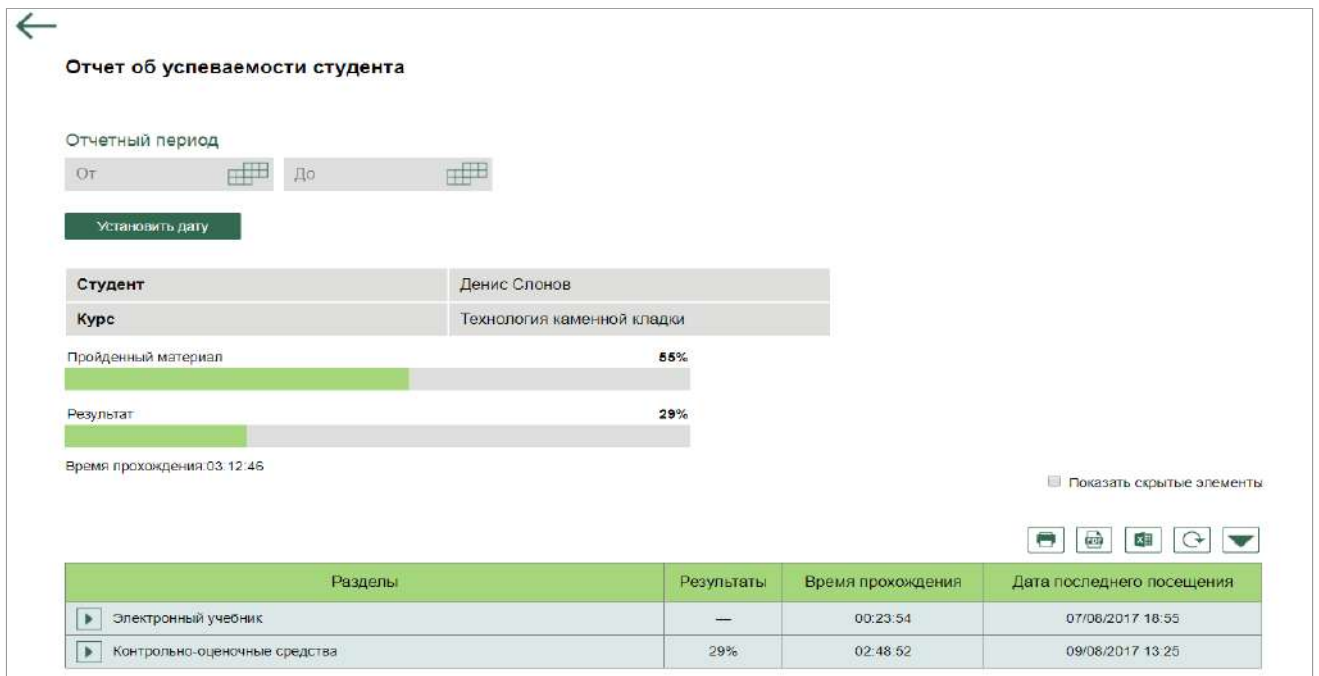 Отчет об успеваемости студента
Отчетный период
От До
Установить дату
Студент Денис Слонов
Курс Технология каменной кладки
Пройденный материал 55%
Результат 29%
Время прохождения:03:12:46
Показать скрытые элементы
Разделы Результаты Время прохождения Дата последнего посещения
Электронный учебник — 00:23:54 07/08/2017 18:55
Контрольно-оценочные средства 29% 02:48:52 09/08/2017 13:25